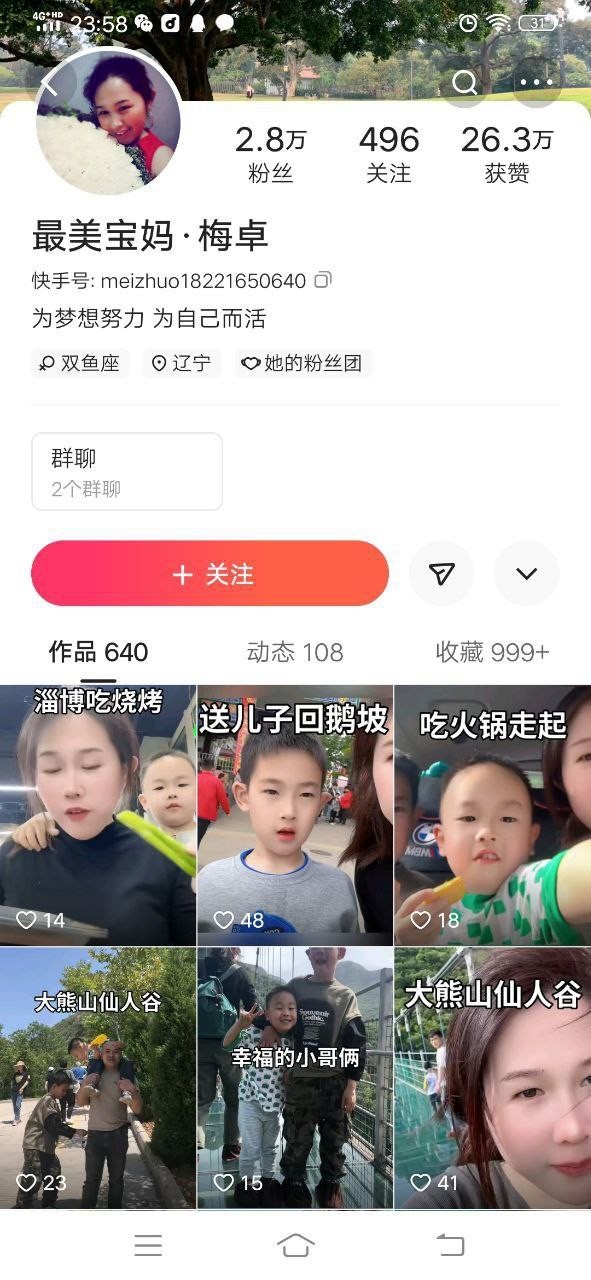 4G+HD 23:58 31
2.8万 496 26.3万
粉丝 关注 获赞
最美宝妈·梅卓
快手号: meizhuo18221650640
为梦想努力 为自己而活
双鱼座 辽宁 她的粉丝团
群聊
2个群聊
+ 关注
作品 640 动态 108 收藏 999+
淄博吃烧烤
送儿子回鹅坡
吃火锅走起
14 48 18
大熊山仙人谷
幸福的小哥俩
Souvenir
Gothic.
大熊山仙人谷
23 15 41